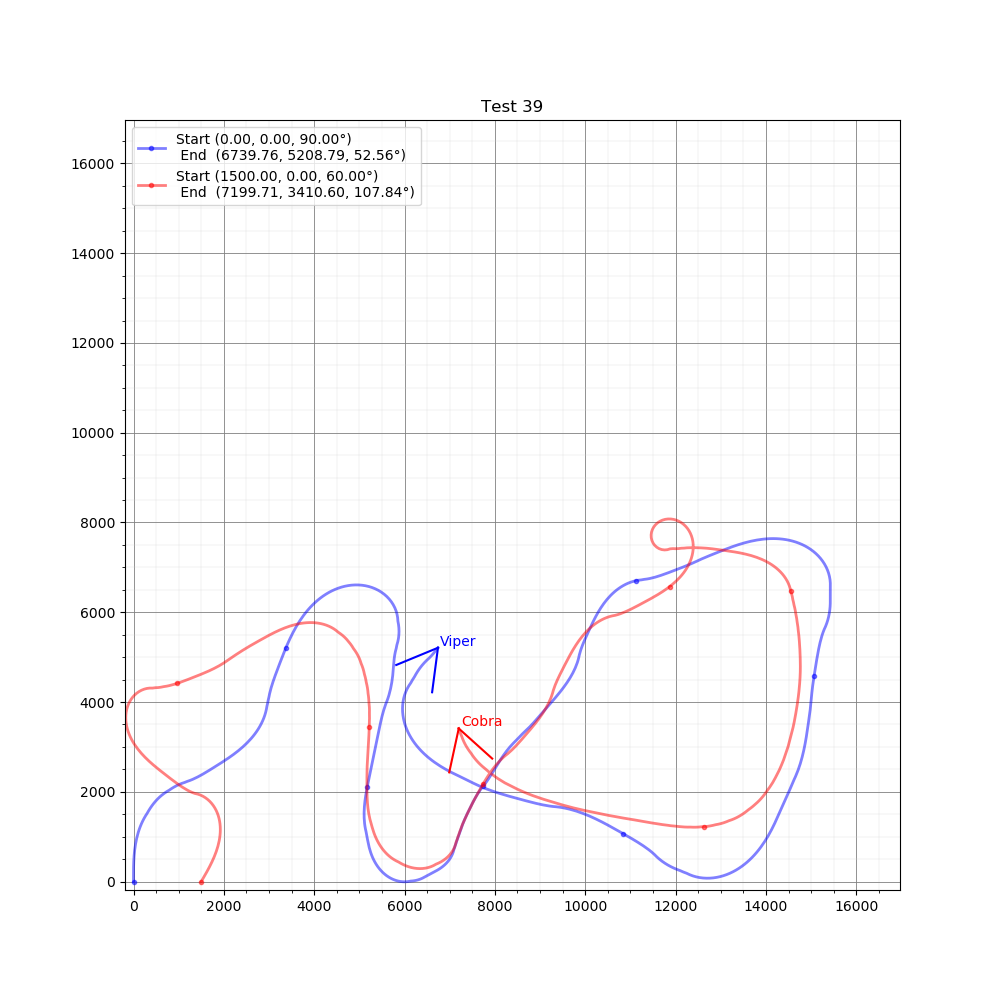 Test 39
Start (0.00, 0.00, 90.00°)
End (6739.76, 5208.79, 52.56°)
Start (1500.00, 0.00, 60.00°)
End (7199.71, 3410.60, 107.84°)
16000
14000
12000
10000
8000
6000
4000
2000
0
Viper
Cobra
0 2000 4000 6000 8000 10000 12000 14000 16000